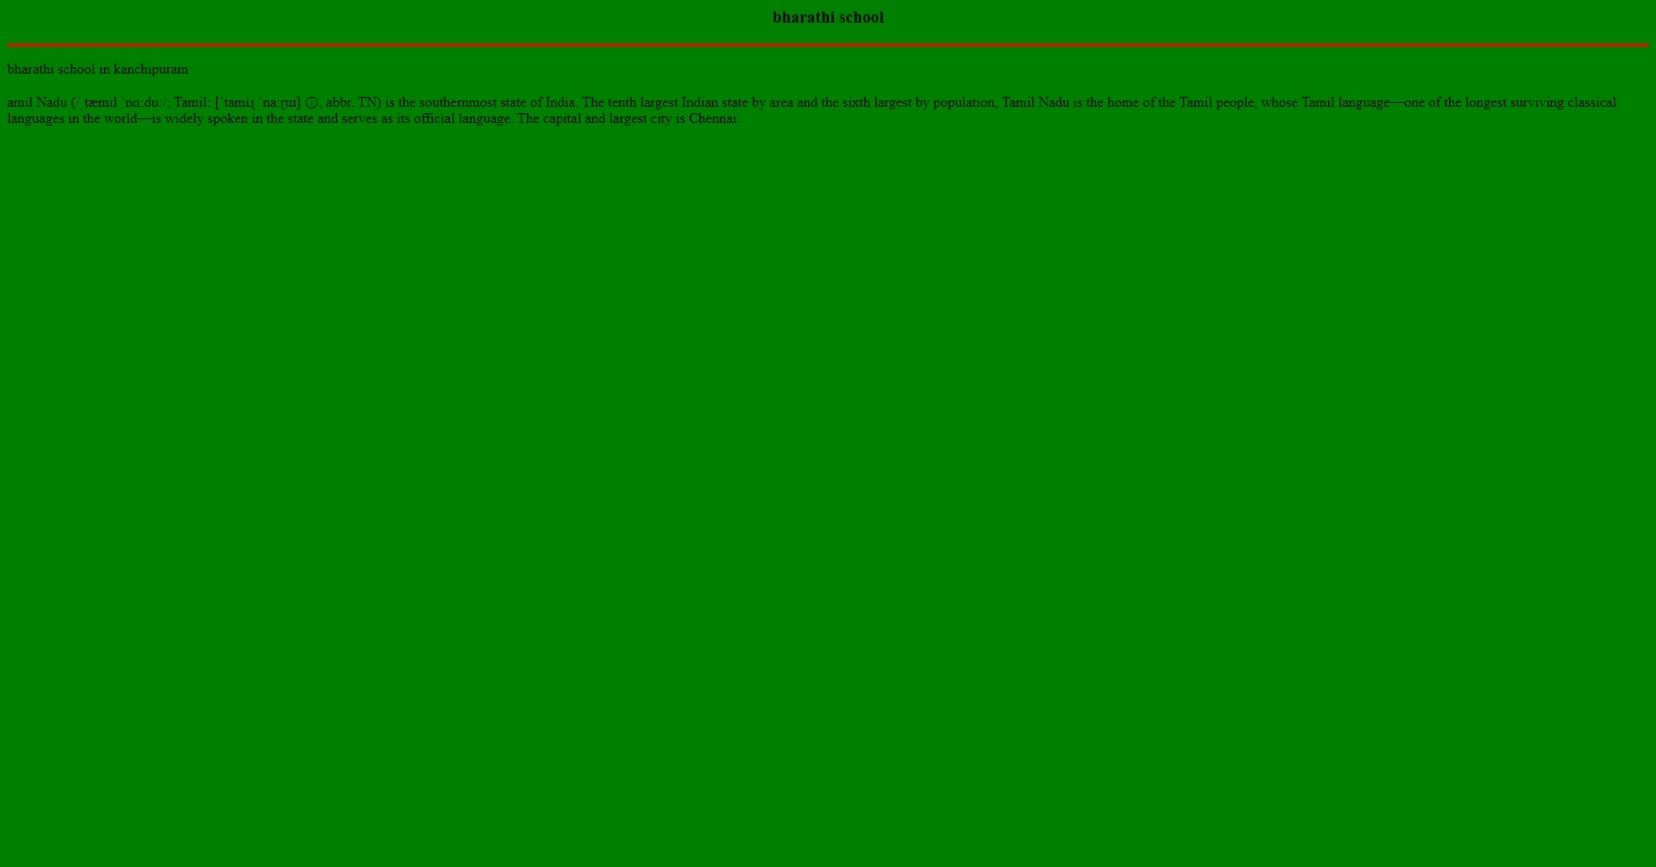 bharathi school
bharathi school in kanchipuram
amil Nadu (/ˌtæmɪl ˈnɑːduː/; Tamil: [ˈtamɪɻ ˈnaːɽɯ] ⓘ, abbr. TN) is the southernmost state of India. The tenth largest Indian state by area and the sixth largest by population, Tamil Nadu is the home of the Tamil people, whose Tamil language—one of the longest surviving classical
languages in the world—is widely spoken in the state and serves as its official language. The capital and largest city is Chennai.